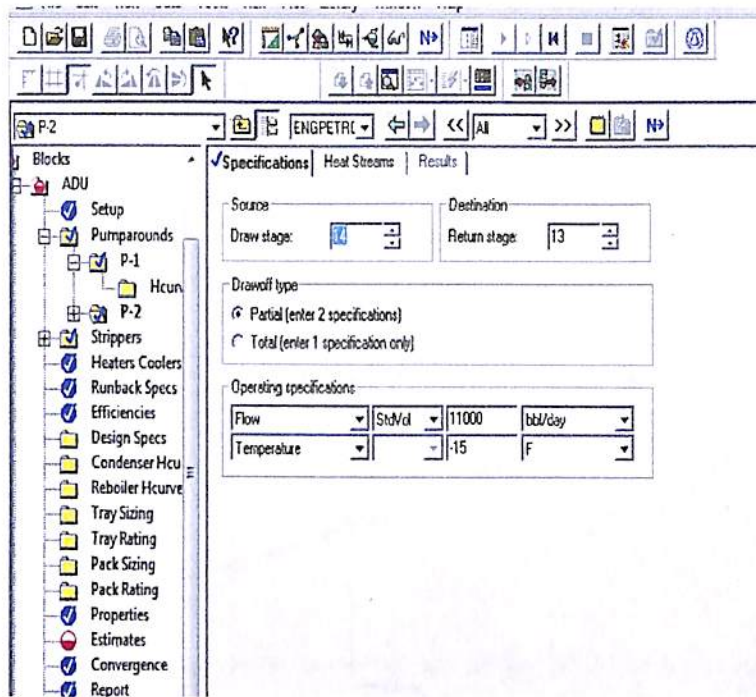 N»
P-2
ENGPETRC
<<
All
>>
N»
Blocks
Specifications
Heat Streams
Results
ADU
Setup
Pumparounds
P-1
Hcurv
P-2
Strippers
Heaters Coolers
Runback Specs
Efficiencies
Design Specs
Condenser Hcu
Reboiler Hcurve
Tray Sizing
Tray Rating
Pack Sizing
Pack Rating
Properties
Estimates
Convergence
Report
Source
Draw stage:
14
Destination
Return stage:
13
Drawoff type
Partial (enter 2 specifications)
Total (enter 1 specification only)
Operating specifications
Flow
StdVol
11000
bbl/day
Temperature
-15
F